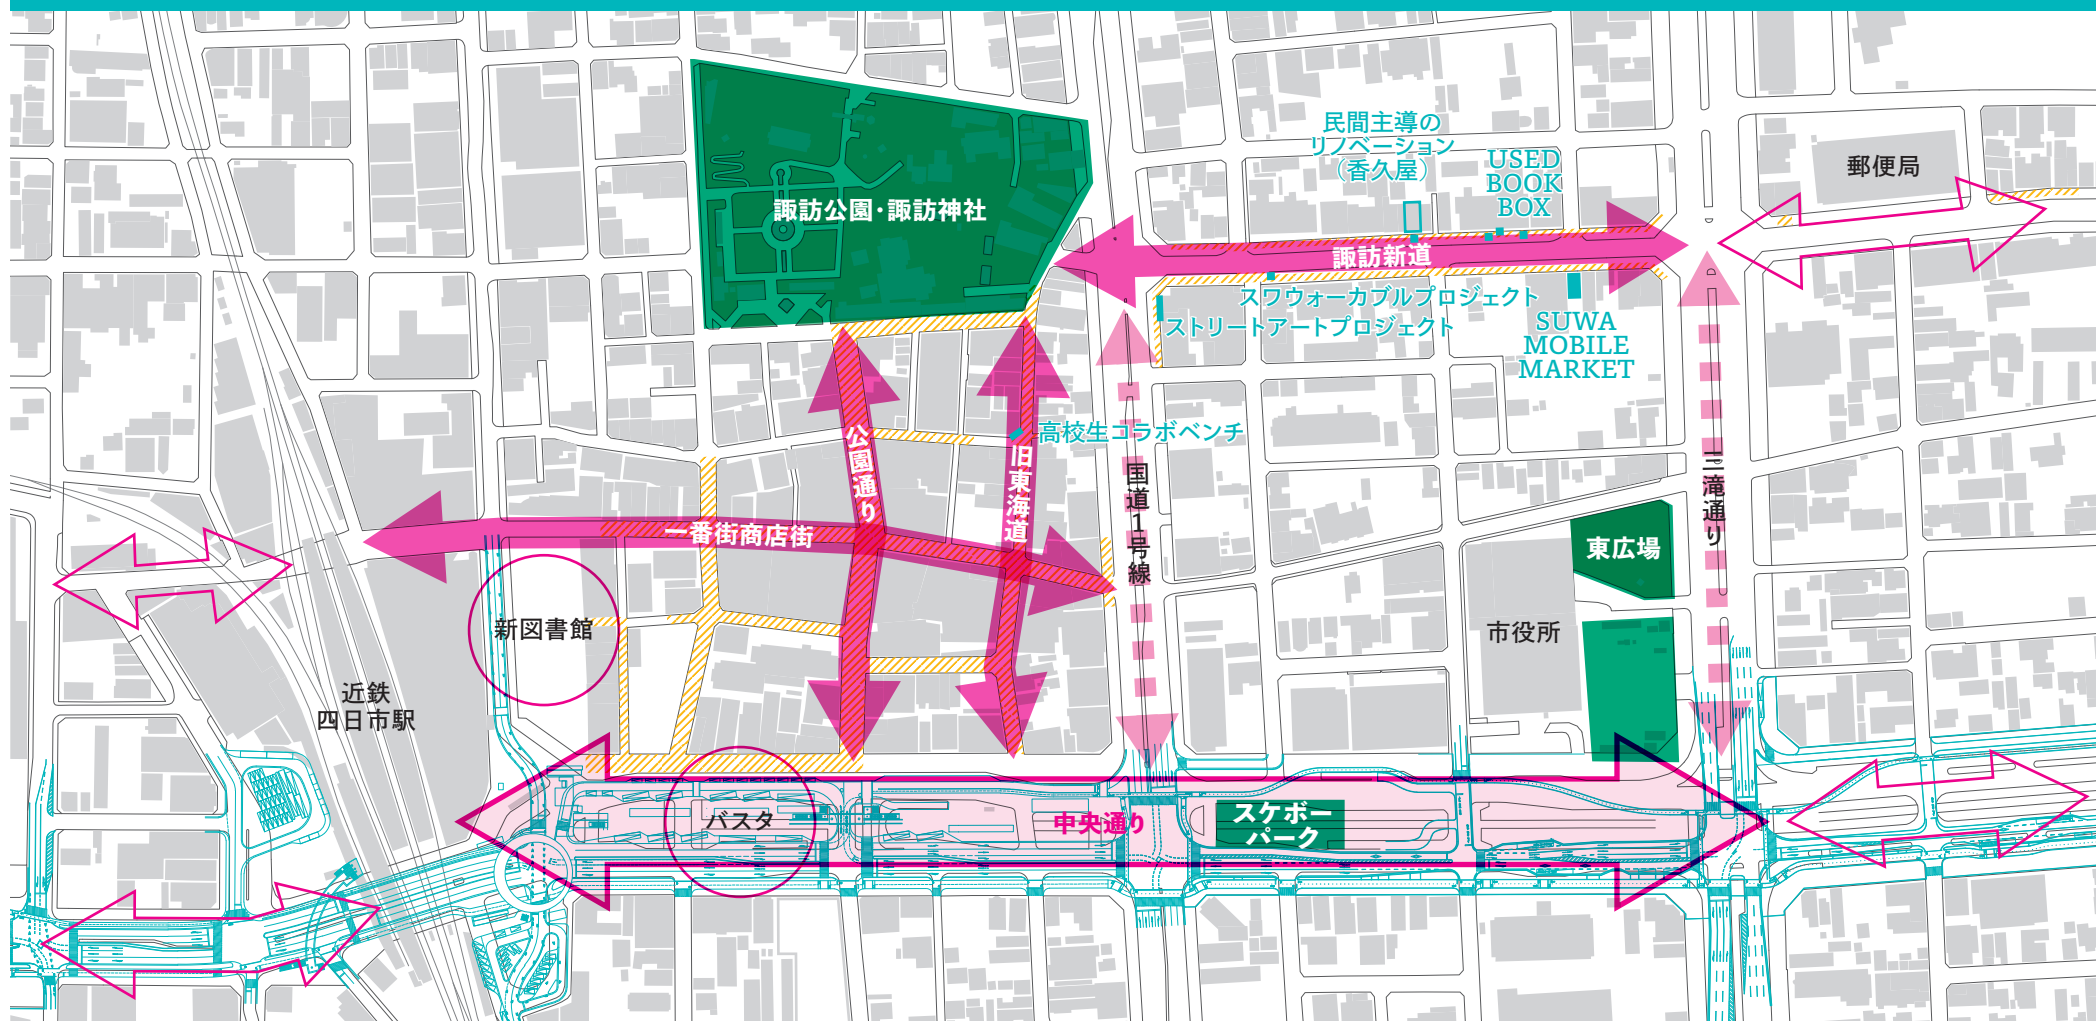 民間主導の
リノベーション
（香久屋）
USED
BOOK
BOX
郵便局
諏訪公園・諏訪神社
諏訪新道
スワウォーカブルプロジェクト
ストリートアートプロジェクト
SUWA
MOBILE
MARKET
高校生コラボベンチ
公園通り
旧東海道
国道1号線
三滝通り
一番街商店街
東広場
新図書館
市役所
近鉄
四日市駅
バスタ
中央通り
スケボー
パーク